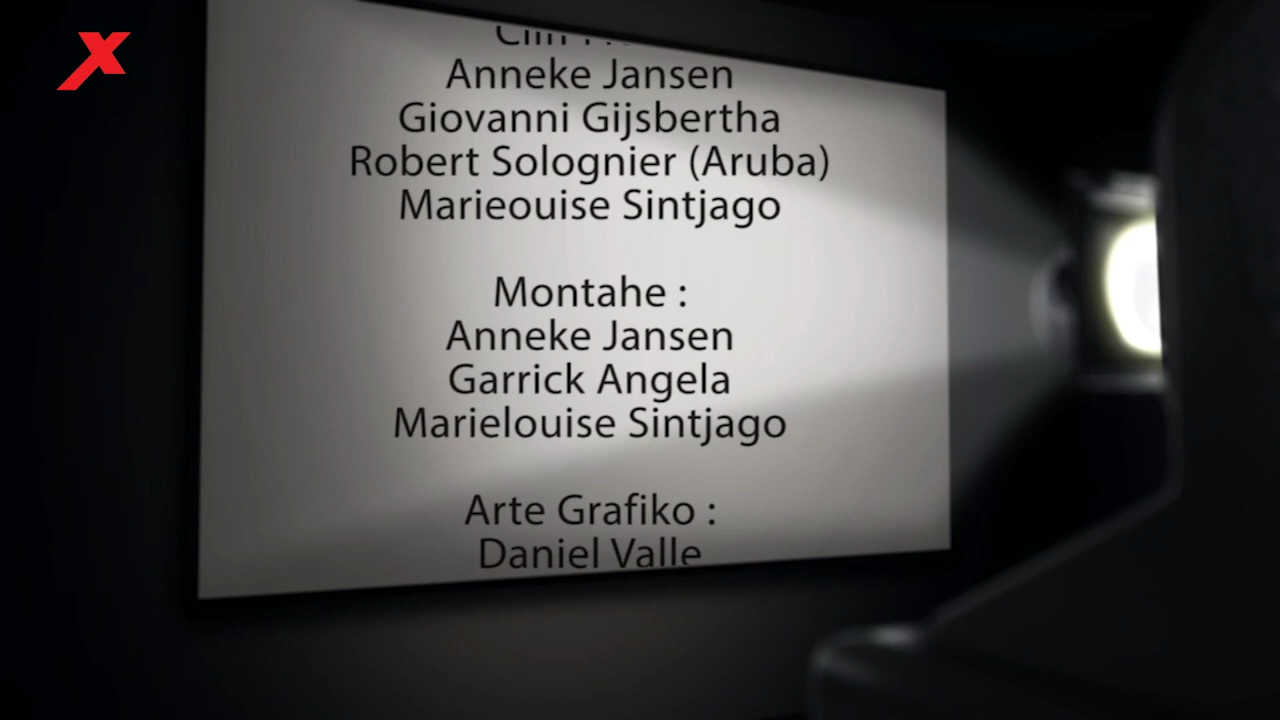 Anneke Jansen
Giovanni Gijsbertha
Robert Solognier (Aruba)
Marieouise Sintjago
Montahe :
Anneke Jansen
Garrick Angela
Marielouise Sintjago
Arte Grafiko :
Daniel Valle